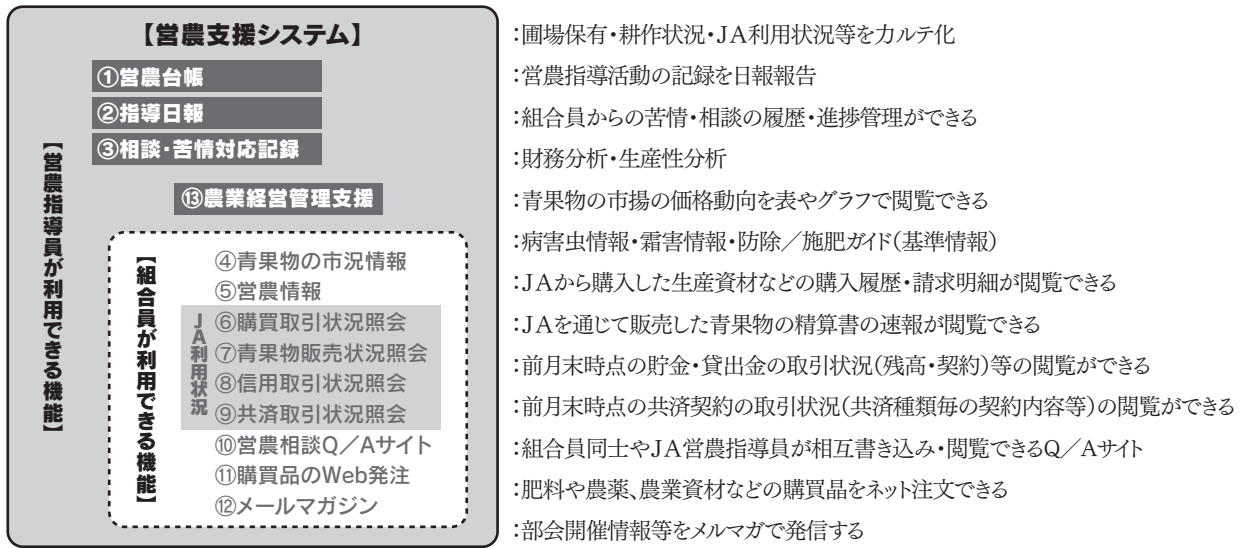 【営農支援システム】
①営農台帳
②指導日報
③相談・苦情対応記録
⑬農業経営管理支援
【営農指導員が利用できる機能】
【組合員が利用できる機能】
④青果物の市況情報
⑤営農情報
JA利用状況
⑥購買取引状況照会
⑦青果物販売状況照会
⑧信用取引状況照会
⑨共済取引状況照会
⑩営農相談Q/Aサイト
⑪購買品のWeb発注
⑫メールマガジン
：圃場保有・耕作状況・JA利用状況等をカルテ化
：営農指導活動の記録を日報報告
：組合員からの苦情・相談の履歴・進捗管理ができる
：財務分析・生産性分析
：青果物の市揚の価格動向を表やグラフで閲覧できる
：病害虫情報・霜害情報・防除／施肥ガイド（基準情報）
：JAから購入した生産資材などの購入履歴・請求明細が閲覧できる
：JAを通じて販売した青果物の精算書の速報が閲覧できる
：前月末時点の貯金・貸出金の取引状況（残高・契約）等の閲覧ができる
：前月末時点の共済契約の取引状況（共済種類毎の契約内容等）の閲覧ができる
：組合員同士やJA営農指導員が相互書き込み・閲覧できるQ／Aサイト
：肥料や農薬、農業資材などの購買品をネット注文できる
：部会開催情報等をメルマガで発信する